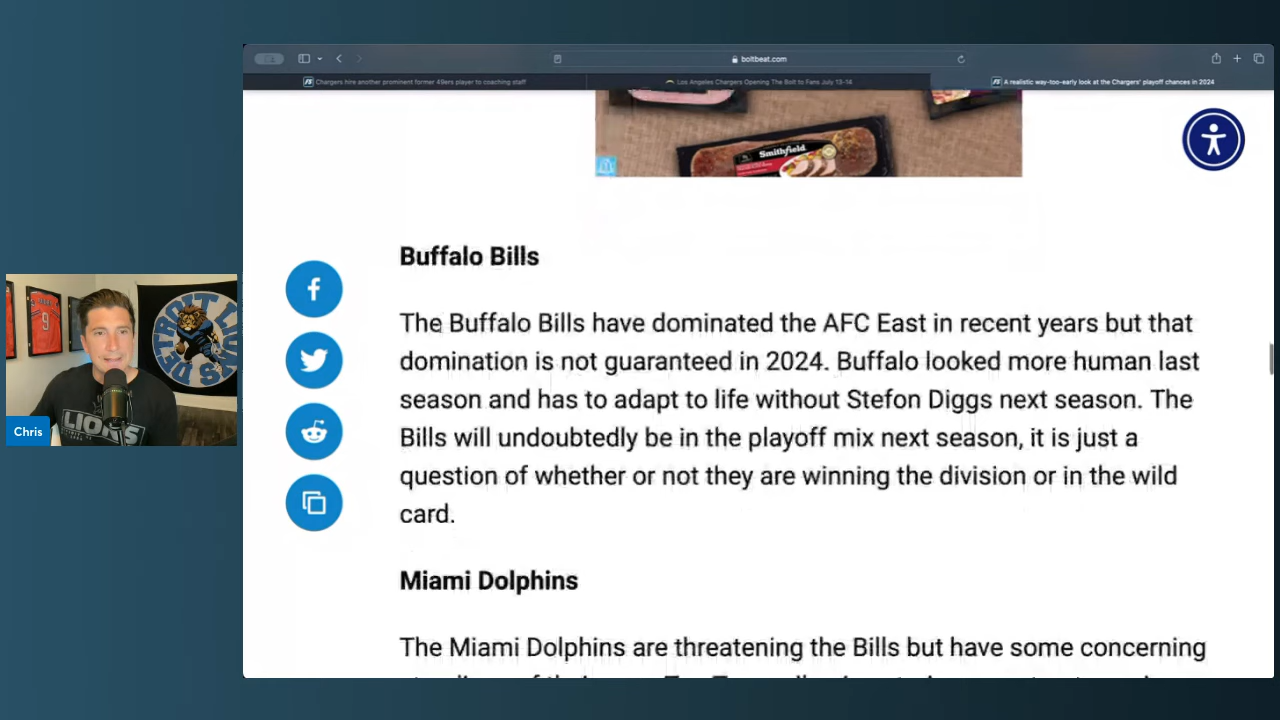 boltbeat.com
Chargers hire another prominent former 49ers player to coaching staff
Los Angeles Chargers Opening The Bolt to Fans July 13-14
A realistic way-too-early look at the Chargers' playoff chances in 2024
Smithfield
Buffalo Bills
The Buffalo Bills have dominated the AFC East in recent years but that
domination is not guaranteed in 2024. Buffalo looked more human last
season and has to adapt to life without Stefon Diggs next season. The
Bills will undoubtedly be in the playoff mix next season, it is just a
question of whether or not they are winning the division or in the wild
card.
Miami Dolphins
The Miami Dolphins are threatening the Bills but have some concerning
9
DETROIT LIONS
LIONS
Chris